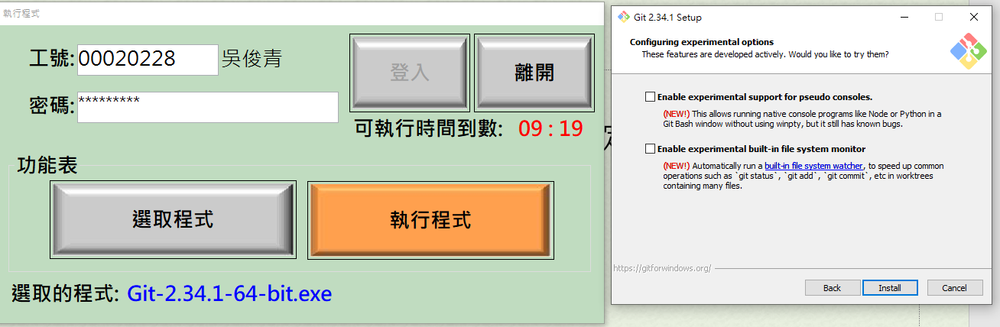 執行程式
工號: 00020228 吳俊青
登入
離開
密碼: *********
可執行時間到數: 09 : 19
功能表
選取程式
執行程式
選取的程式: Git-2.34.1-64-bit.exe
Git 2.34.1 Setup
Configuring experimental options
These features are developed actively. Would you like to try them?
Enable experimental support for pseudo consoles.
(NEW!) This allows running native console programs like Node or Python in a
Git Bash window without using winpty, but it still has known bugs.
Enable experimental built-in file system monitor
(NEW!) Automatically run a built-in file system watcher, to speed up common
operations such as `git status`, `git add`, `git commit`, etc in worktrees
containing many files.
https://gitforwindows.org/
Back
Install
Cancel